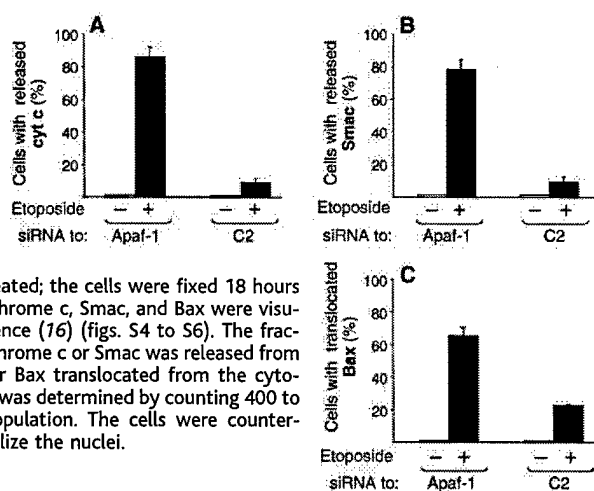 A
Cells with released
cyt c (%)
100
80
60
40
20
Etoposide − + − +
siRNA to: Apaf-1 C2
B
Cells with released
Smac (%)
100
80
60
40
20
Etoposide − + − +
siRNA to: Apaf-1 C2
eated; the cells were fixed 18 hours
hrome c, Smac, and Bax were visu-
ence (16) (figs. S4 to S6). The frac-
hrome c or Smac was released from
r Bax translocated from the cyto-
was determined by counting 400 to
opulation. The cells were counter-
lize the nuclei.
C
Cells with translocated
Bax (%)
100
80
60
40
20
Etoposide − + − +
siRNA to: Apaf-1 C2